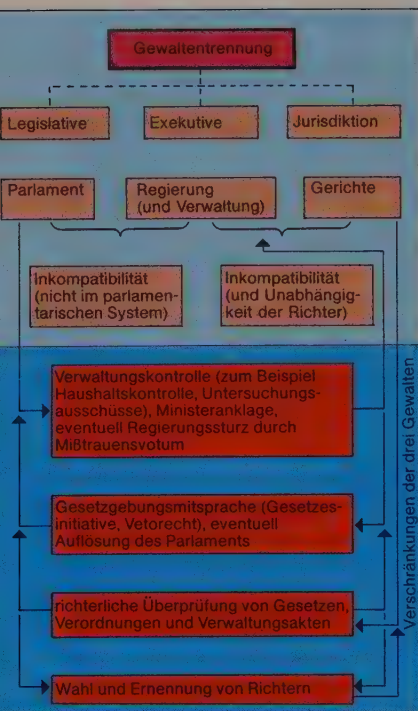 Gewaltentrennung
Legislative
Exekutive
Jurisdiktion
Parlament
Regierung
(und Verwaltung)
Gerichte
Inkompatibilität
(nicht im parlamen-
tarischen System)
Inkompatibilität
(und Unabhängig-
keit der Richter)
Verwaltungskontrolle (zum Beispiel
Haushaltskontrolle, Untersuchungs-
ausschüsse), Ministeranklage,
eventuell Regierungssturz durch
Mißtrauensvotum
Gesetzgebungsmitsprache (Gesetzes-
initiative, Vetorecht), eventuell
Auflösung des Parlaments
richterliche Überprüfung von Gesetzen,
Verordnungen und Verwaltungsakten
Wahl und Ernennung von Richtern
Verschränkungen der drei Gewalten